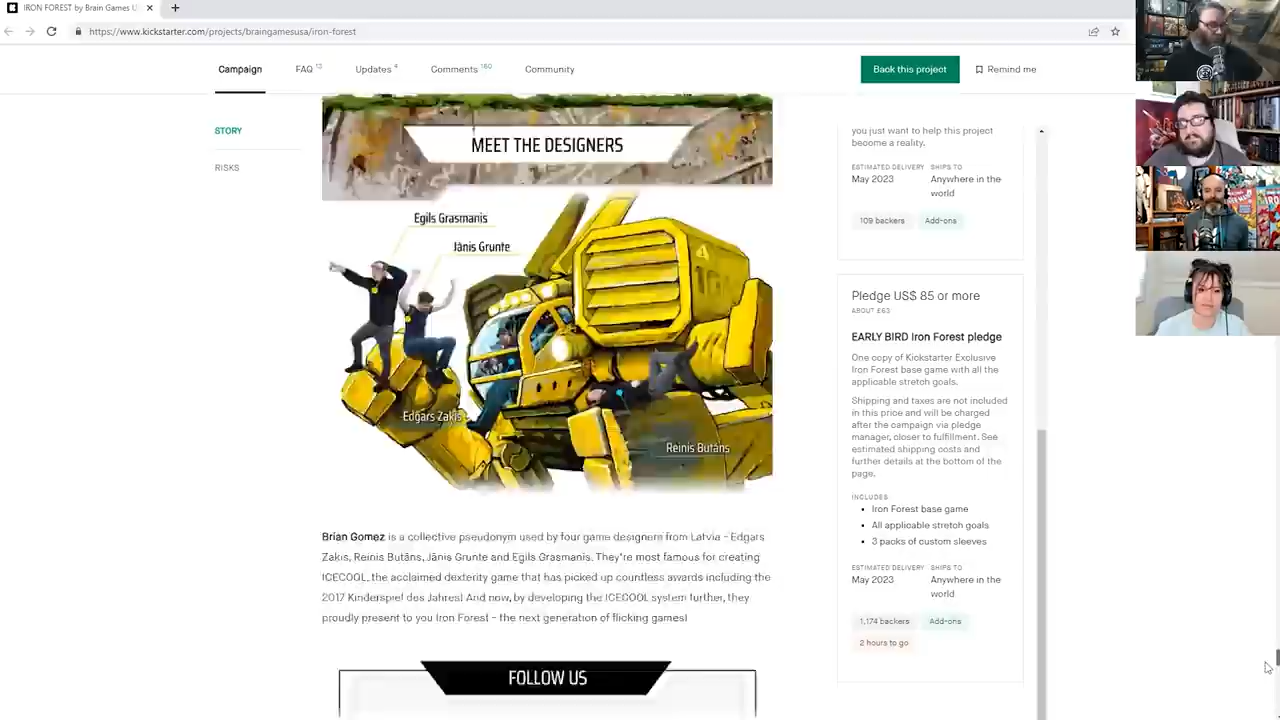 IRON FOREST by Brain Games U
https://www.kickstarter.com/projects/braingamesusa/iron-forest
Campaign
FAQ 13
Updates 4
Comments 160
Community
Back this project
Remind me
STORY
RISKS
MEET THE DESIGNERS
Egils Grasmanis
Jānis Grunte
Edgars Zaķis
Reinis Butāns
Brian Gomez is a collective pseudonym used by four game designers from Latvia - Edgars
Zaķis, Reinis Butāns, Jānis Grunte and Egils Grasmanis. They're most famous for creating
ICECOOL, the acclaimed dexterity game that has picked up countless awards including the
2017 Kinderspiel des Jahres! And now, by developing the ICECOOL system further, they
proudly present to you Iron Forest - the next generation of flicking games!
FOLLOW US
you just want to help this project
become a reality.
ESTIMATED DELIVERY
May 2023
SHIPS TO
Anywhere in the
world
109 backers
Add-ons
Pledge US$ 85 or more
ABOUT £63
EARLY BIRD Iron Forest pledge
One copy of Kickstarter Exclusive
Iron Forest base game with all the
applicable stretch goals.
Shipping and taxes are not included
in this price and will be charged
after the campaign via pledge
manager, closer to fulfillment. See
estimated shipping costs and
further details at the bottom of the
page.
INCLUDES
Iron Forest base game
All applicable stretch goals
3 packs of custom sleeves
ESTIMATED DELIVERY
May 2023
SHIPS TO
Anywhere in the
world
1,174 backers
Add-ons
2 hours to go